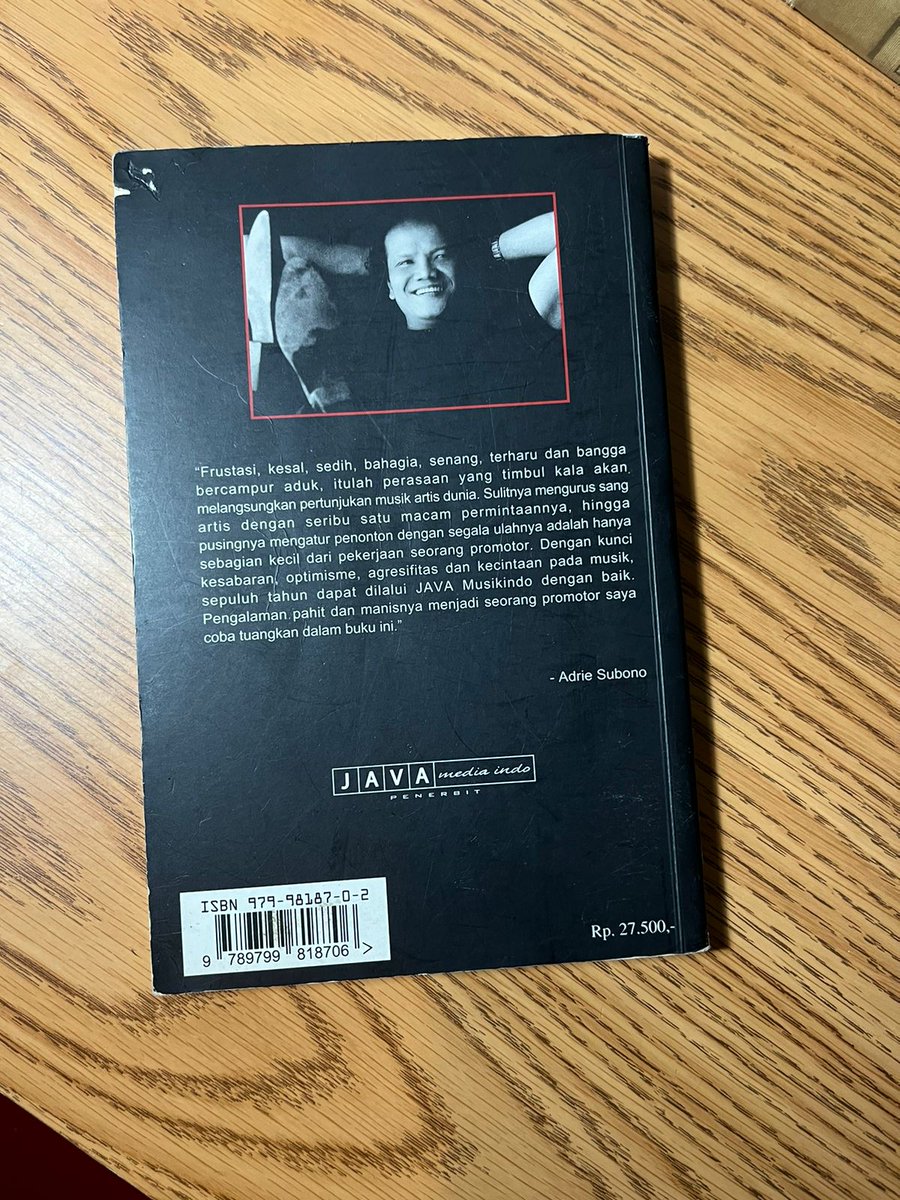 “Frustasi, kesal, sedih, bahagia, senang, terharu dan bangga
bercampur aduk, itulah perasaan yang timbul kala akan
melangsungkan pertunjukan musik artis dunia. Sulitnya mengurus sang
artis dengan seribu satu macam permintaannya, hingga
pusingnya mengatur penonton dengan segala ulahnya adalah hanya
sebagian kecil dari pekerjaan seorang promotor. Dengan kunci
kesabaran, optimisme, agresifitas dan kecintaan pada musik,
sepuluh tahun dapat dilalui JAVA Musikindo dengan baik.
Pengalaman pahit dan manisnya menjadi seorang promotor saya
coba tuangkan dalam buku ini.”
- Adrie Subono
JAVA media indo
PENERBIT
ISBN 979-98187-0-2
9 789799 818706 >
Rp. 27.500,-